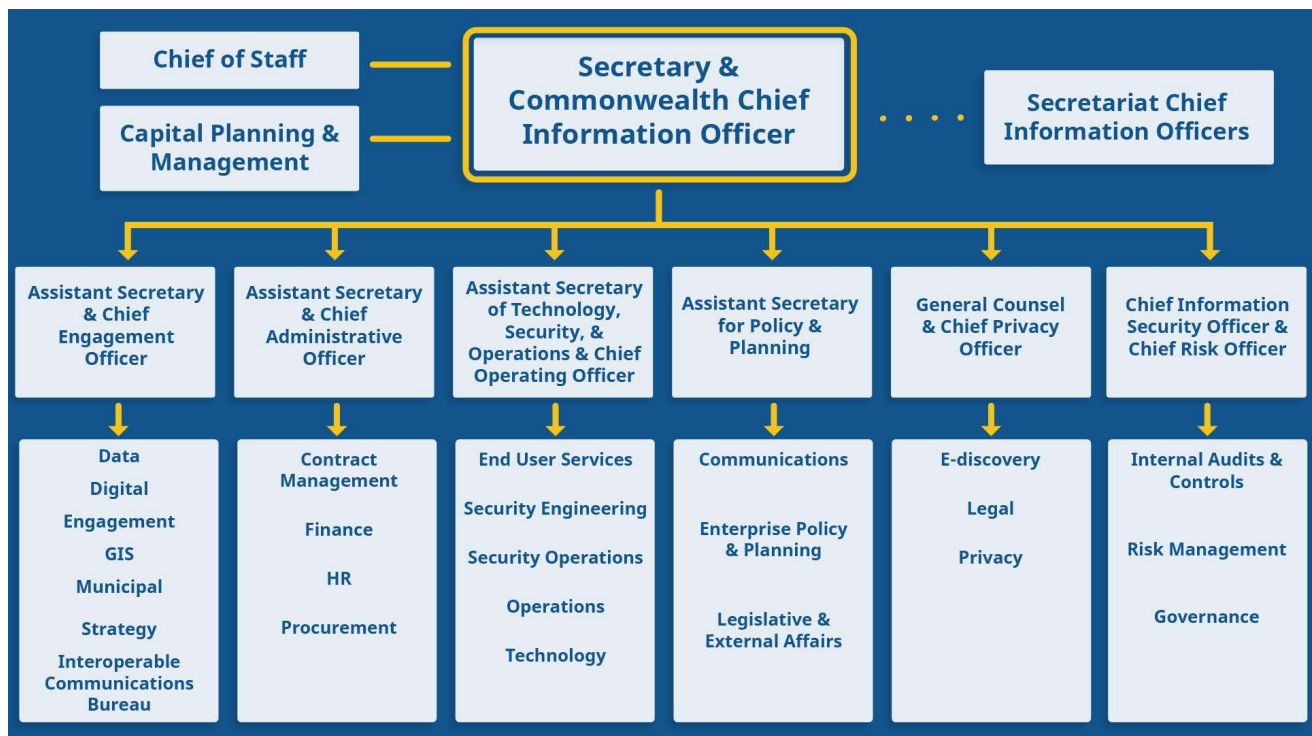 Chief of Staff
Capital Planning &
Management
Secretary &
Commonwealth Chief
Information Officer
Secretariat Chief
Information Officers
Assistant Secretary
& Chief
Engagement
Officer
Assistant Secretary
& Chief
Administrative
Officer
Assistant Secretary
of Technology,
Security, &
Operations & Chief
Operating Officer
Assistant Secretary
for Policy &
Planning
General Counsel
& Chief Privacy
Officer
Chief Information
Security Officer &
Chief Risk Officer
Data
Digital
Engagement
GIS
Municipal
Strategy
Interoperable
Communications
Bureau
Contract
Management
Finance
HR
Procurement
End User Services
Security Engineering
Security Operations
Operations
Technology
Communications
Enterprise Policy
& Planning
Legislative &
External Affairs
E-discovery
Legal
Privacy
Internal Audits &
Controls
Risk Management
Governance